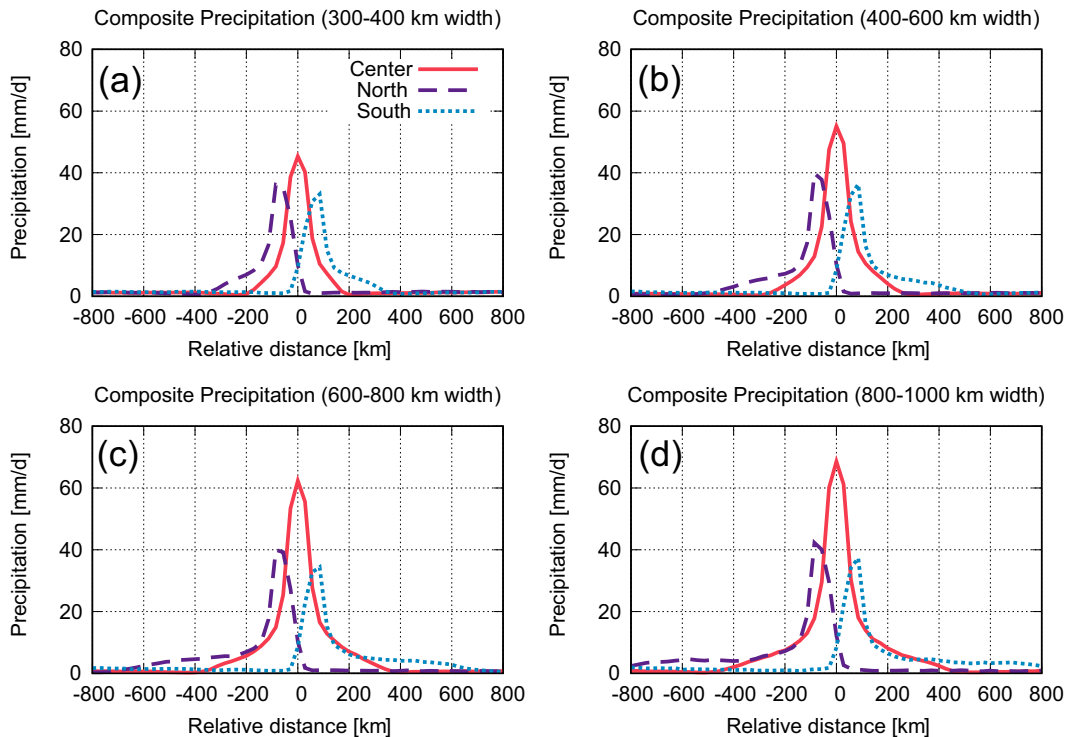 Composite Precipitation (300-400 km width)
(a)
Center
North
South
Precipitation [mm/d]
80
60
40
20
0
-800 -600 -400 -200 0 200 400 600 800
Relative distance [km]
Composite Precipitation (400-600 km width)
(b)
Precipitation [mm/d]
80
60
40
20
0
-800 -600 -400 -200 0 200 400 600 800
Relative distance [km]
Composite Precipitation (600-800 km width)
(c)
Precipitation [mm/d]
80
60
40
20
0
-800 -600 -400 -200 0 200 400 600 800
Relative distance [km]
Composite Precipitation (800-1000 km width)
(d)
Precipitation [mm/d]
80
60
40
20
0
-800 -600 -400 -200 0 200 400 600 800
Relative distance [km]